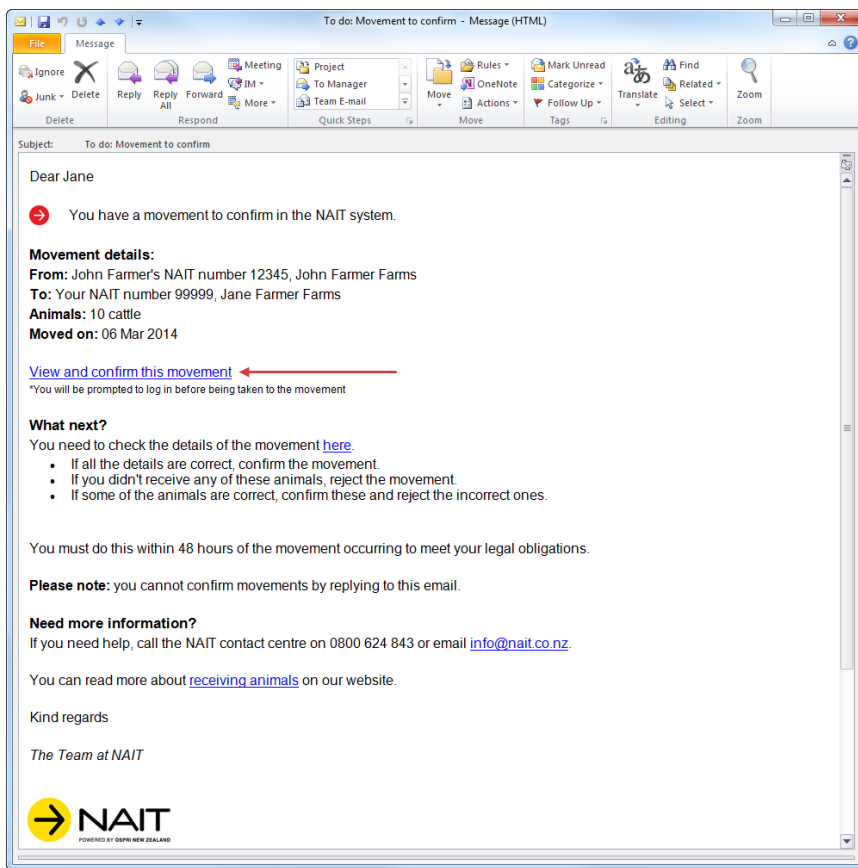 To do: Movement to confirm - Message (HTML)
File Message
Ignore
Junk
Delete
Reply
Reply All
Forward
Meeting
IM
More
Project
To Manager
Team E-mail
Move
Rules
OneNote
Actions
Mark Unread
Categorize
Follow Up
Translate
Find
Related
Select
Zoom
Delete Respond Quick Steps Move Tags Editing Zoom
Subject: To do: Movement to confirm
Dear Jane
You have a movement to confirm in the NAIT system.
Movement details:
From: John Farmer's NAIT number 12345, John Farmer Farms
To: Your NAIT number 99999, Jane Farmer Farms
Animals: 10 cattle
Moved on: 06 Mar 2014
View and confirm this movement
*You will be prompted to log in before being taken to the movement
What next?
You need to check the details of the movement here.
• If all the details are correct, confirm the movement.
• If you didn't receive any of these animals, reject the movement.
• If some of the animals are correct, confirm these and reject the incorrect ones.
You must do this within 48 hours of the movement occurring to meet your legal obligations.
Please note: you cannot confirm movements by replying to this email.
Need more information?
If you need help, call the NAIT contact centre on 0800 624 843 or email info@nait.co.nz.
You can read more about receiving animals on our website.
Kind regards
The Team at NAIT
NAIT
POWERED BY OSPRI NEW ZEALAND